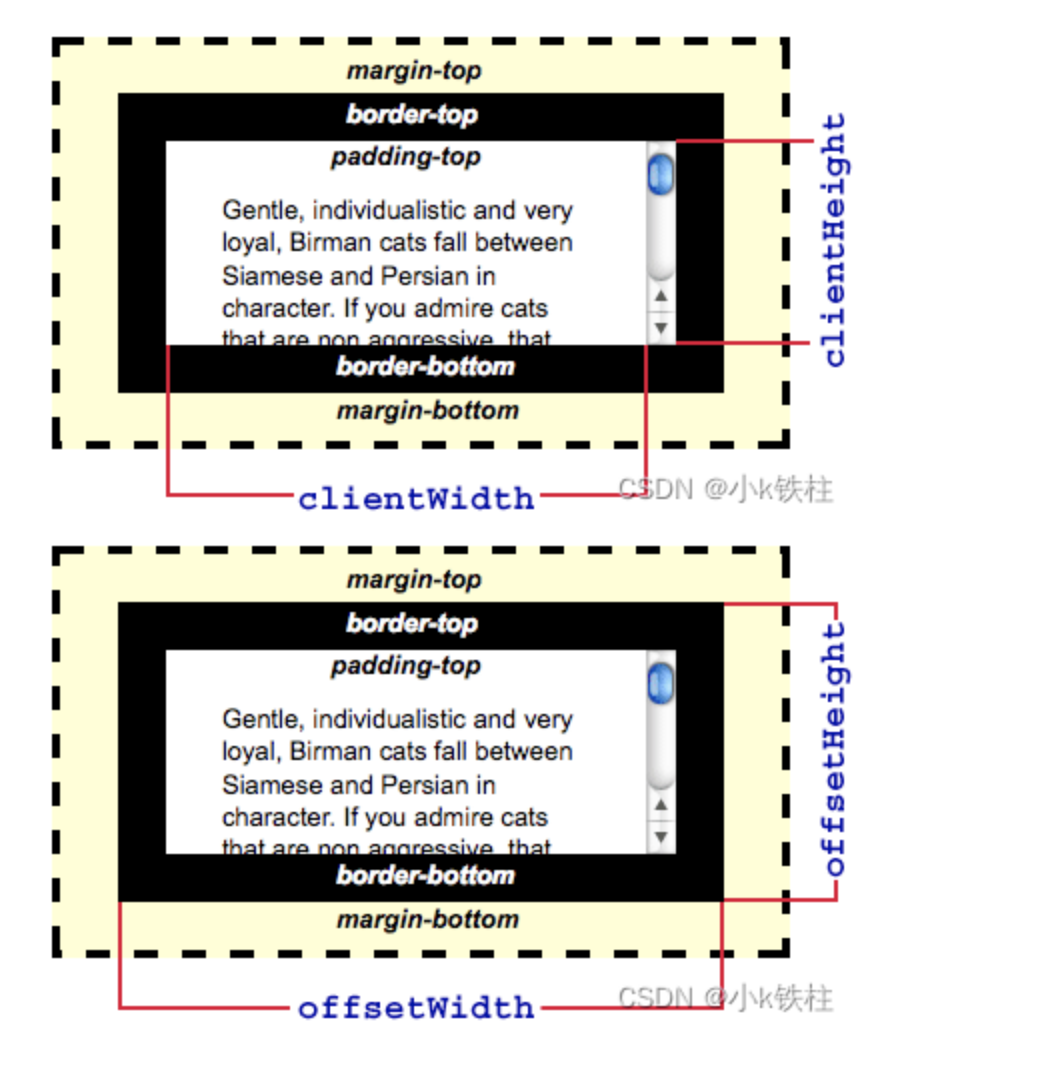 margin-top
border-top
padding-top
Gentle, individualistic and very
loyal, Birman cats fall between
Siamese and Persian in
character. If you admire cats
that are non aggressive, that
border-bottom
margin-bottom
clientHeight
clientWidth
CSDN @小k铁柱
margin-top
border-top
padding-top
Gentle, individualistic and very
loyal, Birman cats fall between
Siamese and Persian in
character. If you admire cats
that are non aggressive, that
border-bottom
margin-bottom
offsetHeight
offsetWidth
CSDN @小k铁柱